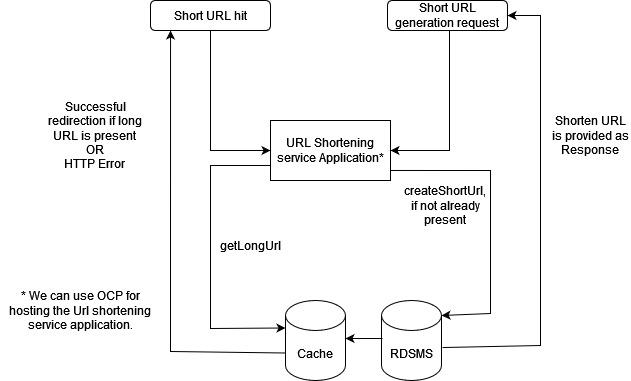 Short URL hit
Short URL
generation request
Successful
redirection if long
URL is present
OR
HTTP Error
URL Shortening
service Application*
Shorten URL
is provided as
Response
createShortUrl,
if not already
present
getLongUrl
* We can use OCP for
hosting the Url shortening
service application.
Cache
RDSMS